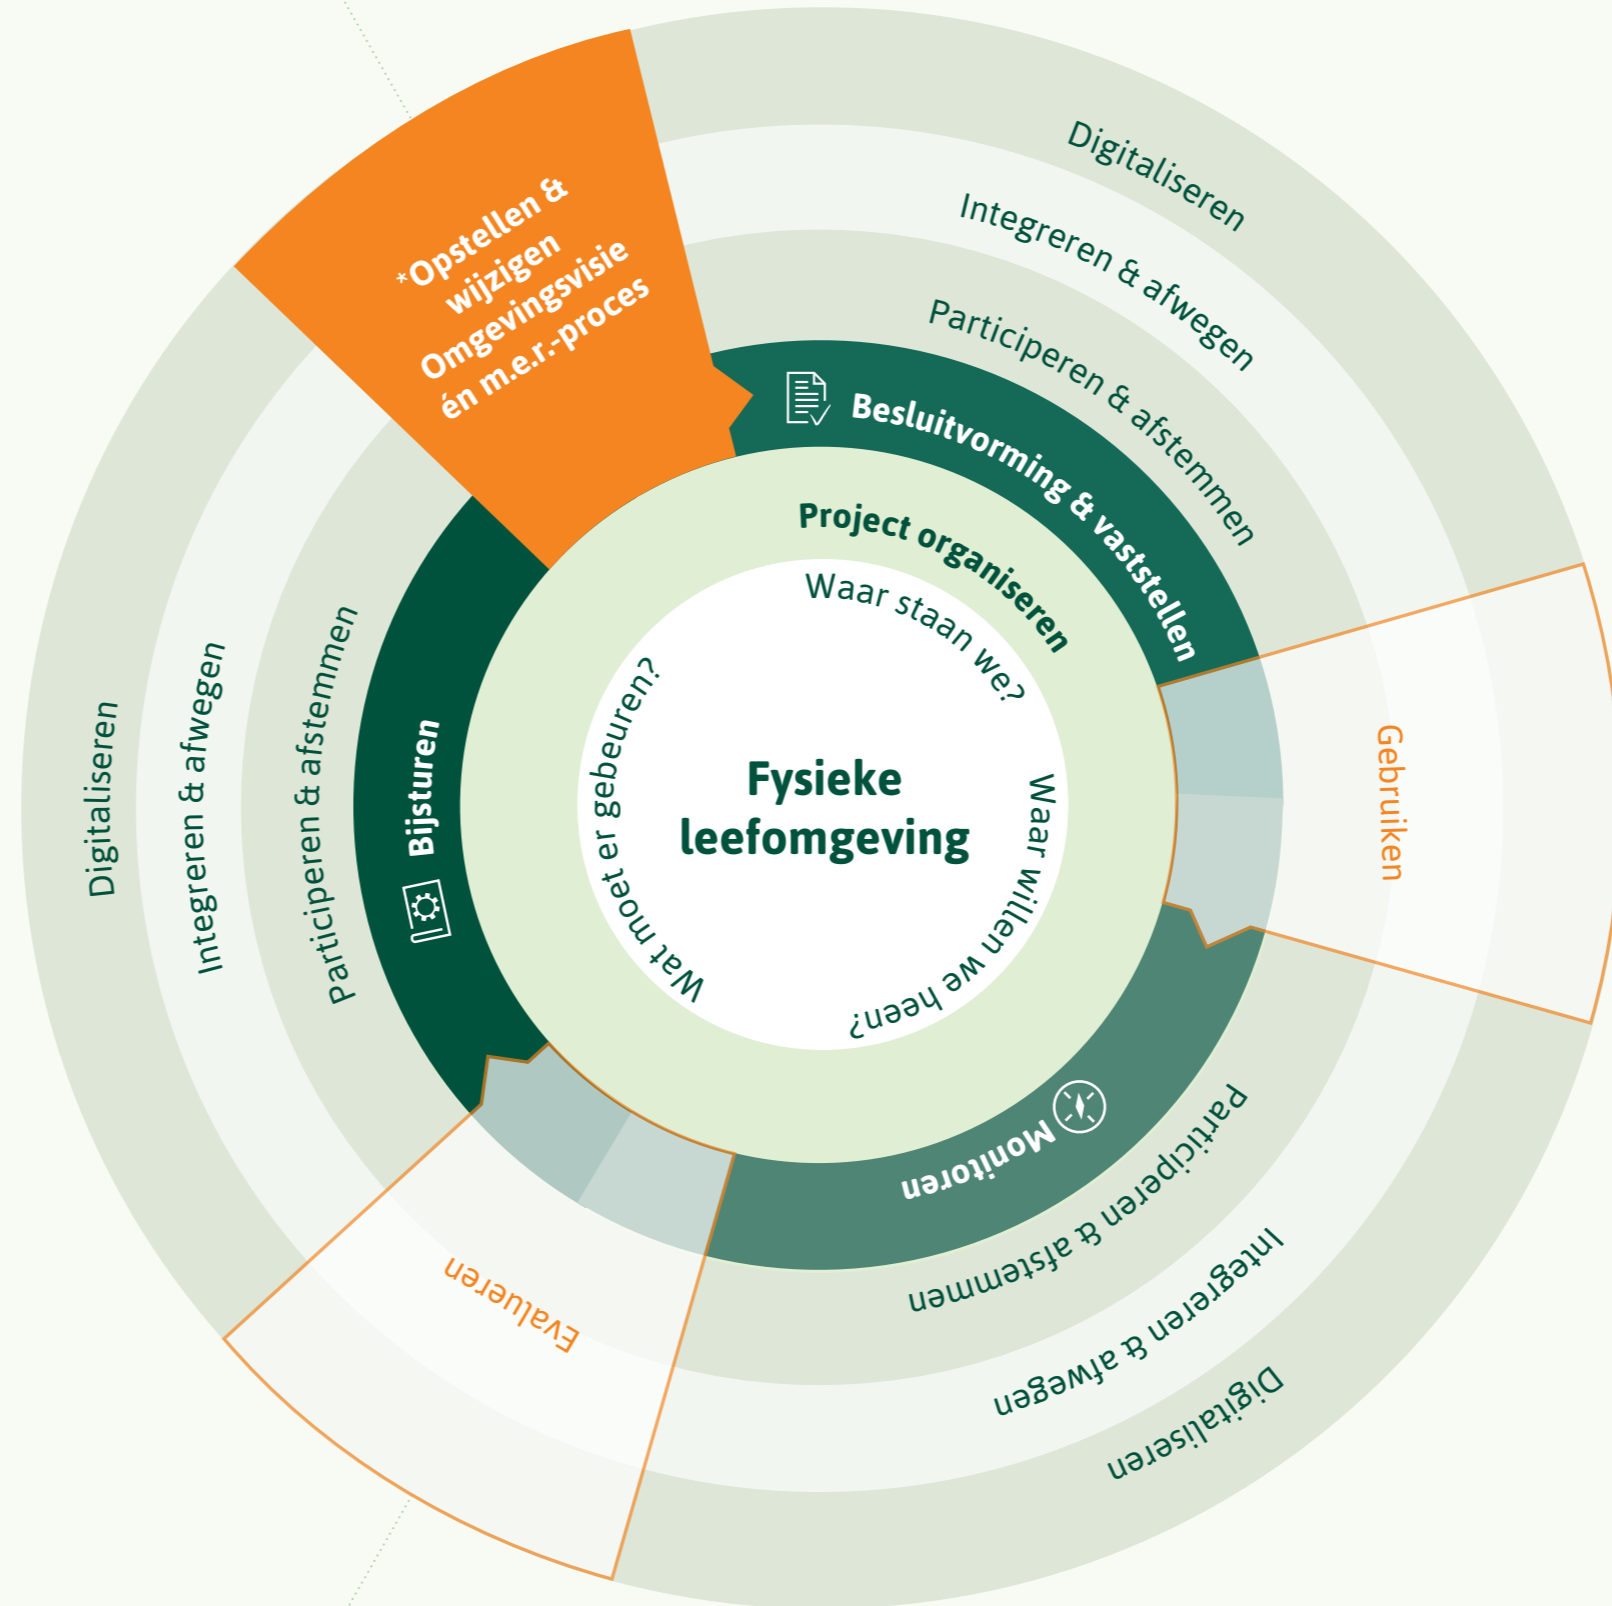 *Opstellen &
wijzigen
Omgevingsvisie
én m.e.r.-proces
Digitaliseren
Integreren & afwegen
Participeren & afstemmen
Besluitvorming & vaststellen
Project organiseren
Waar staan we?
Waar willen we heen?
Wat moet er gebeuren?
Fysieke
leefomgeving
Gebruiken
Monitoren
Participeren & afstemmen
Integreren & afwegen
Digitaliseren
Evalueren
Bijsturen
Participeren & afstemmen
Integreren & afwegen
Digitaliseren